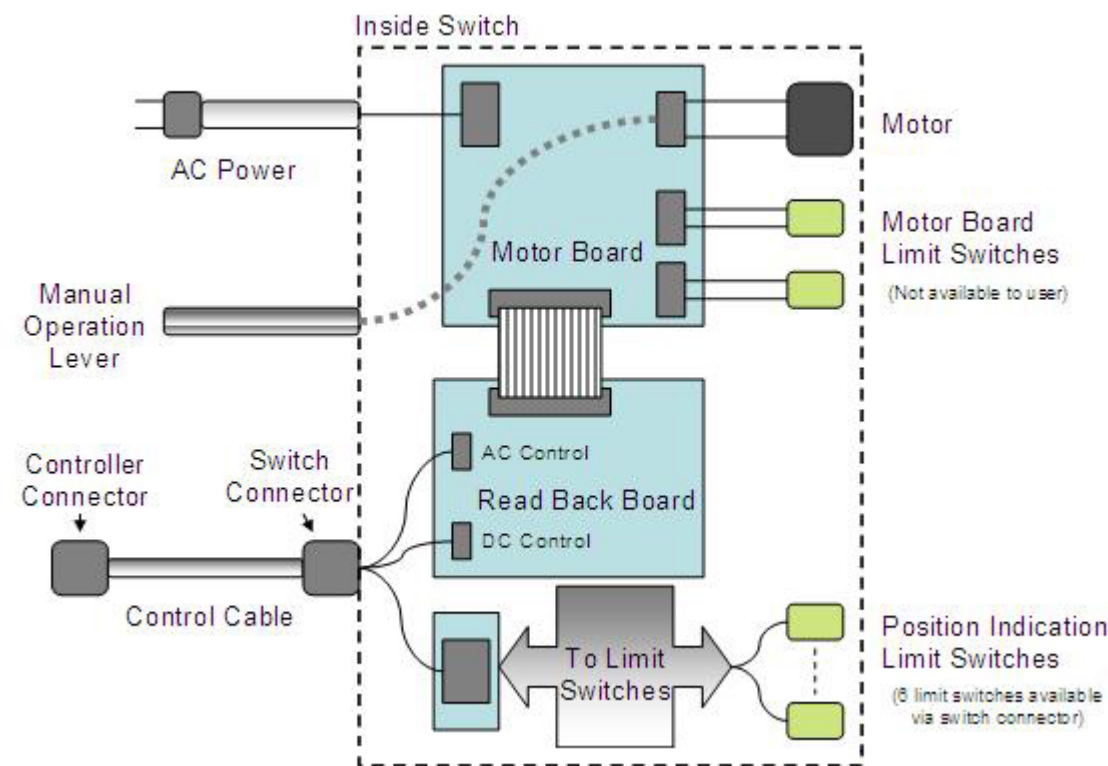 Inside Switch
AC Power
Motor
Motor Board
Motor Board
Limit Switches
(Not available to user)
Manual
Operation
Lever
AC Control
Read Back Board
DC Control
Controller
Connector
Switch
Connector
Control Cable
To Limit
Switches
Position Indication
Limit Switches
(6 limit switches available
via switch connector)